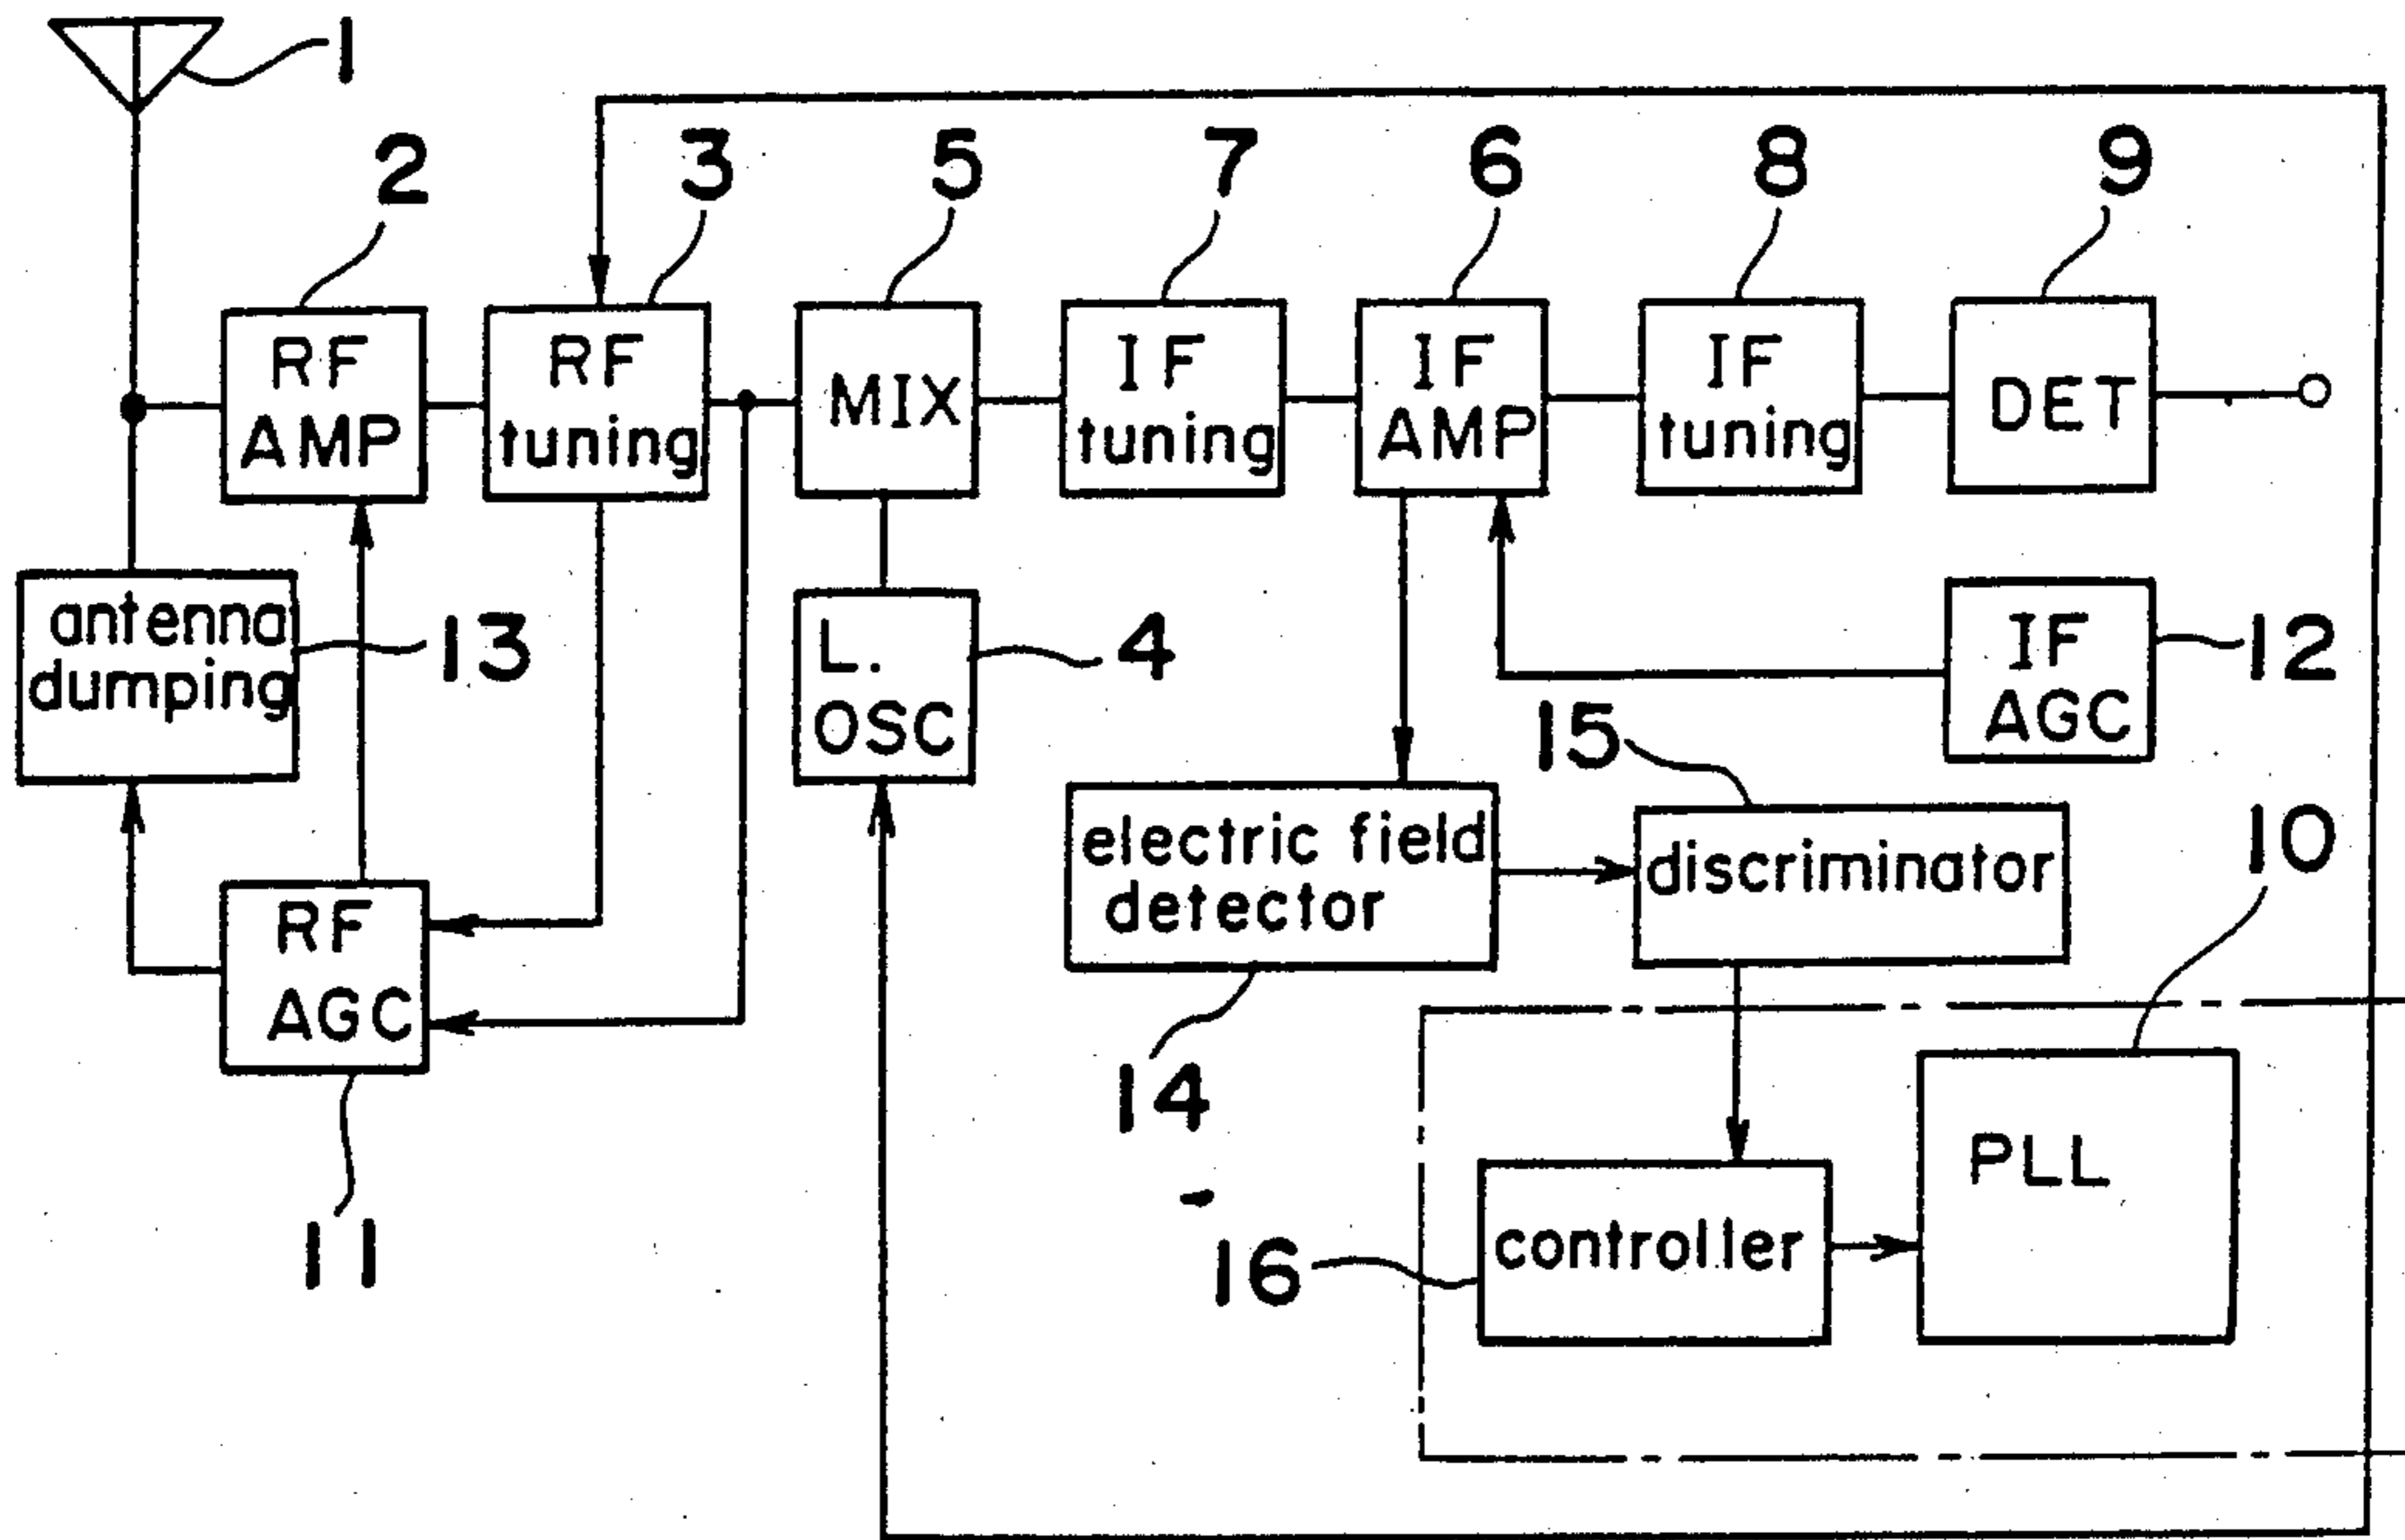 1
2
3
5
7
6
8
9
RF
AMP
RF
tuning
MIX
IF
tuning
IF
AMP
IF
tuning
DET
antenna
dumping
13
L.
OSC
4
IF
AGC
12
15
10
electric field
detector
discriminator
RF
AGC
14
PLL
11
16
controller